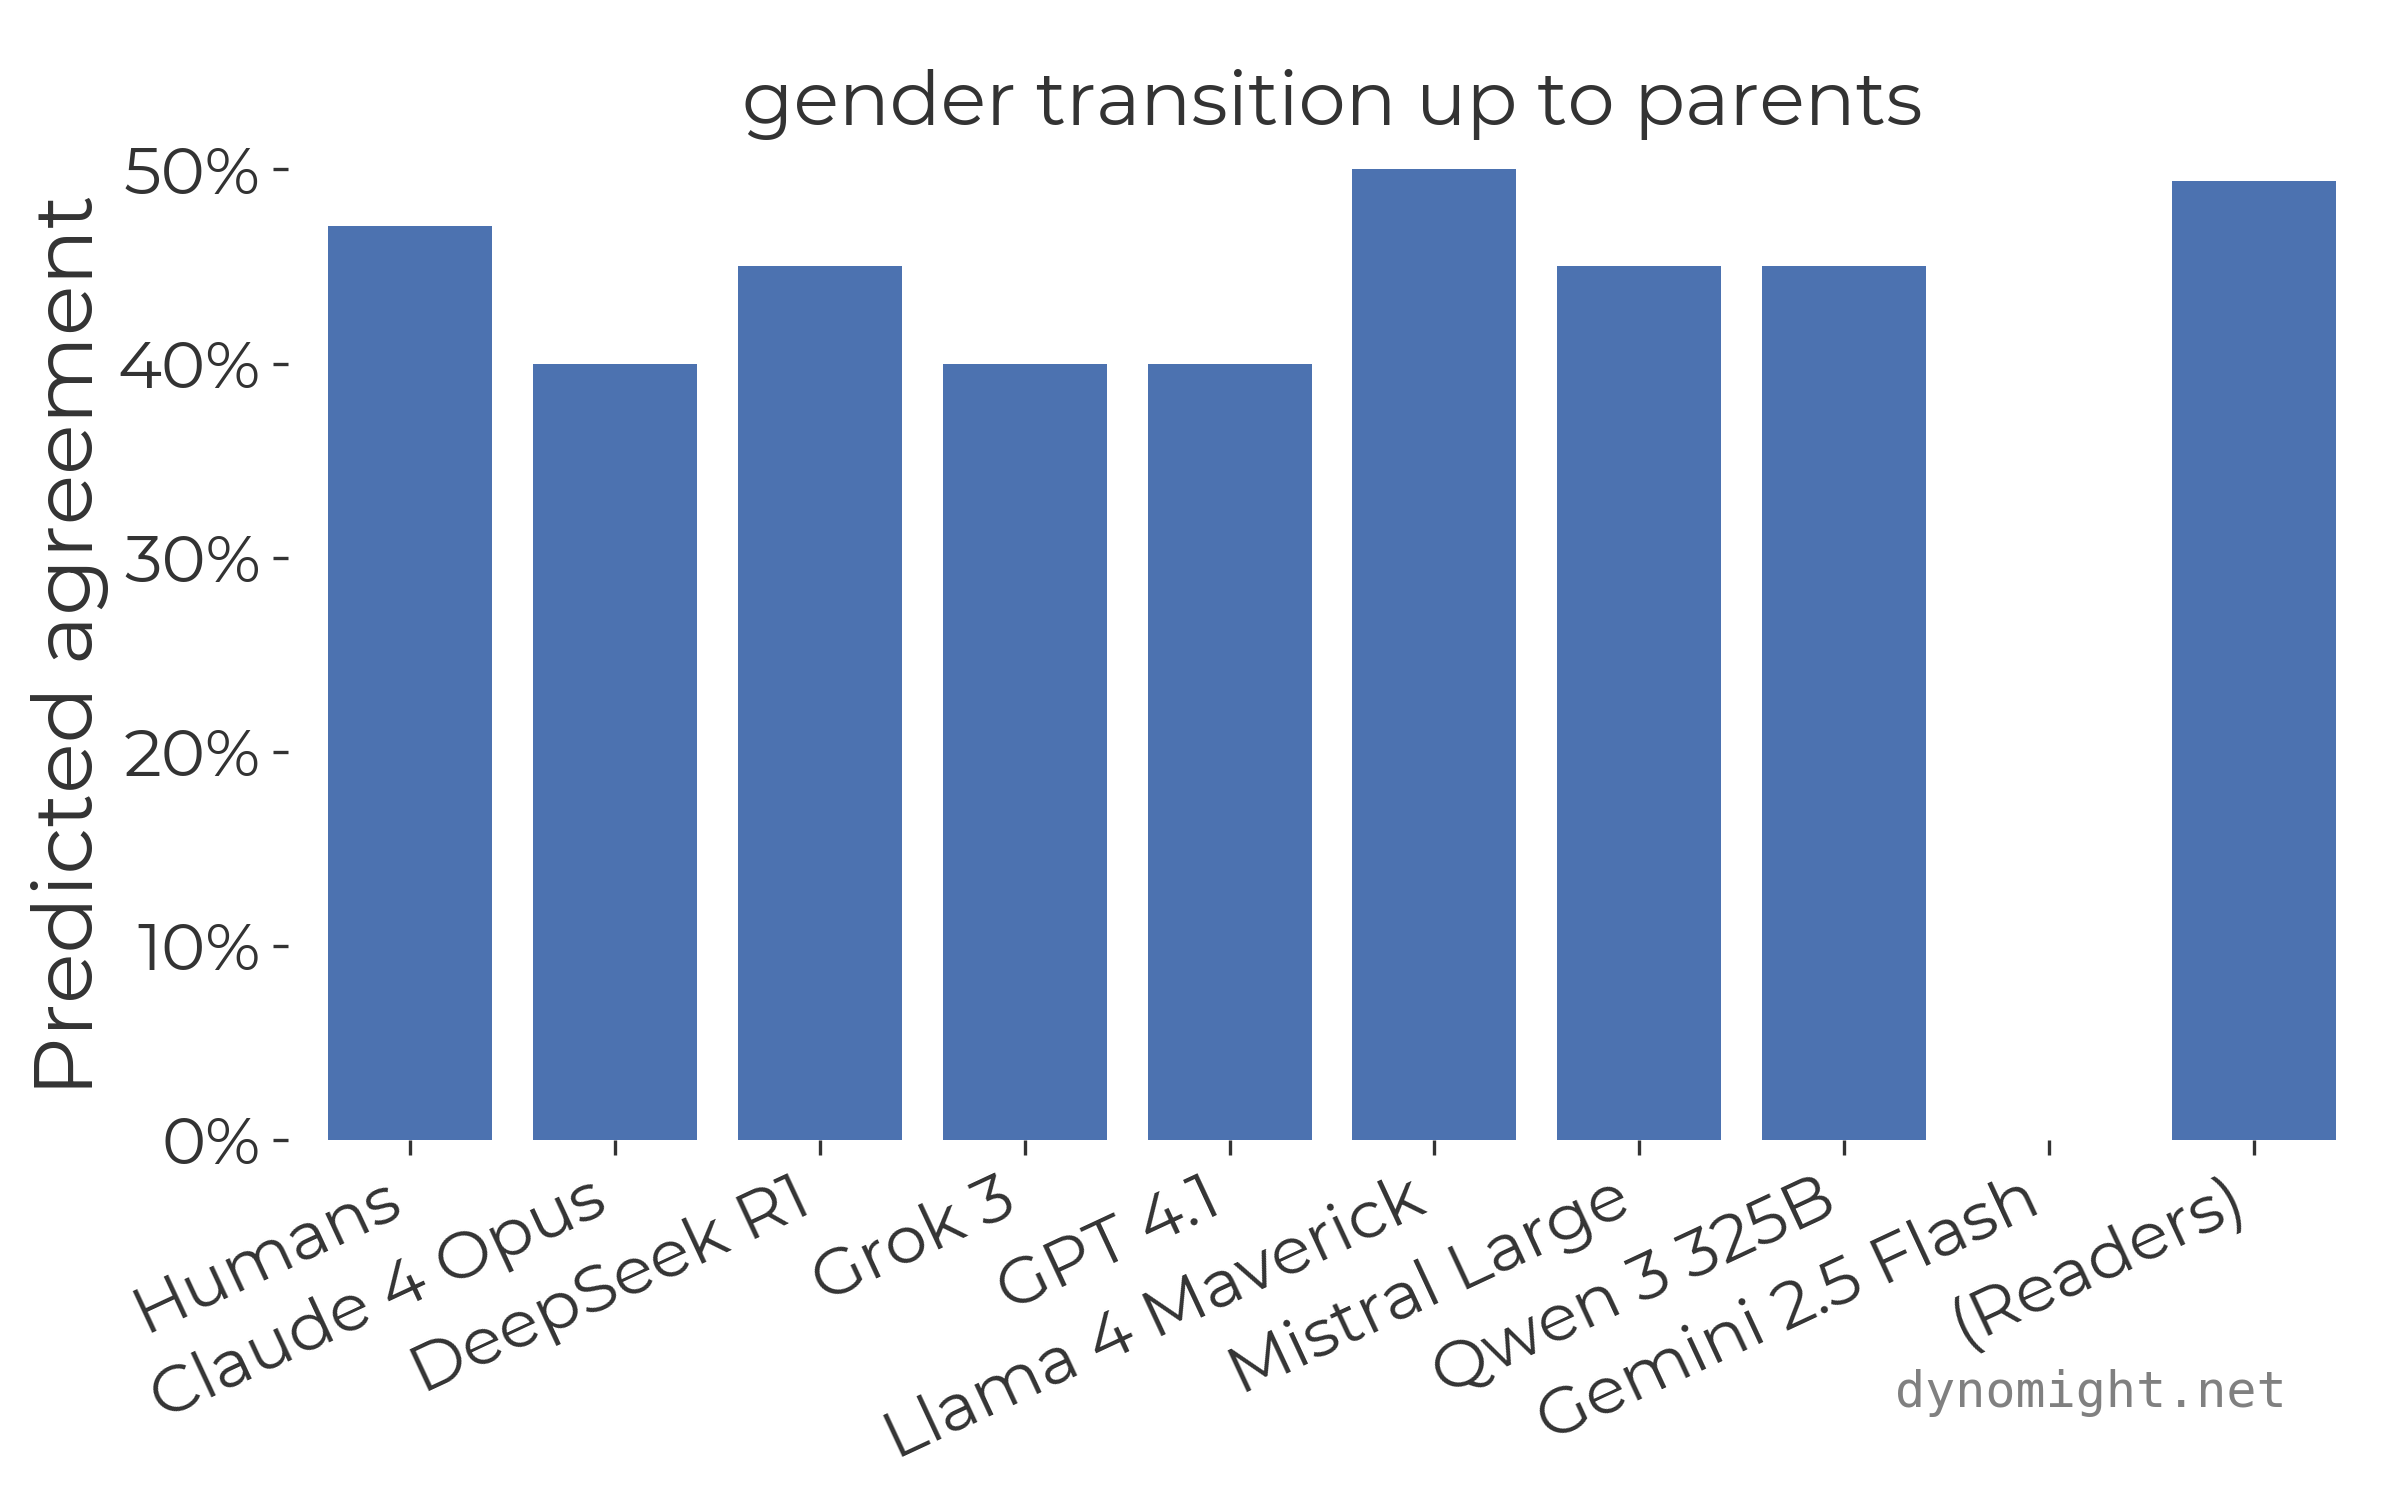 gender transition up to parents
Predicted agreement
50%
40%
30%
20%
10%
0%
Humans
Claude 4 Opus
DeepSeek R1
Grok 3
GPT 4.1
Llama 4 Maverick
Mistral Large
Qwen 3 325B
Gemini 2.5 Flash
(Readers)
dynomight.net